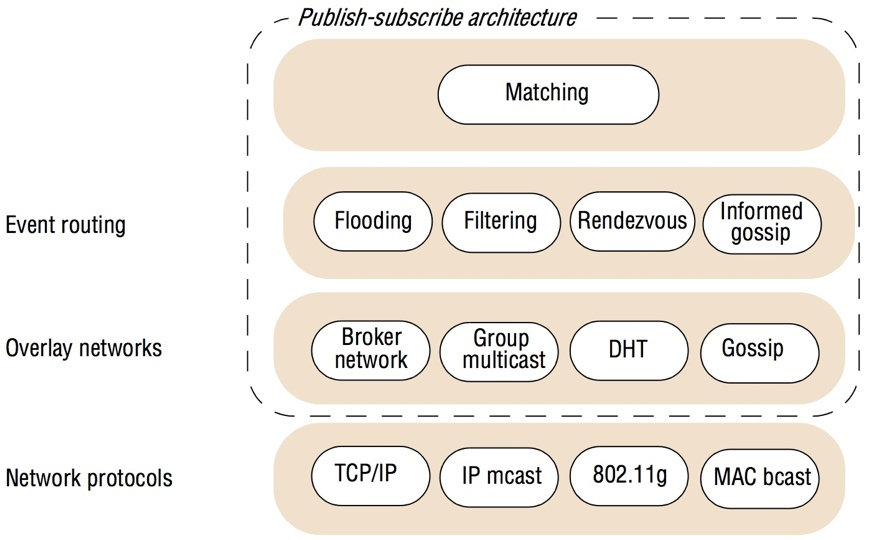 Publish-subscribe architecture
Matching
Event routing
Flooding
Filtering
Rendezvous
Informed
gossip
Overlay networks
Broker
network
Group
multicast
DHT
Gossip
Network protocols
TCP/IP
IP mcast
802.11g
MAC bcast